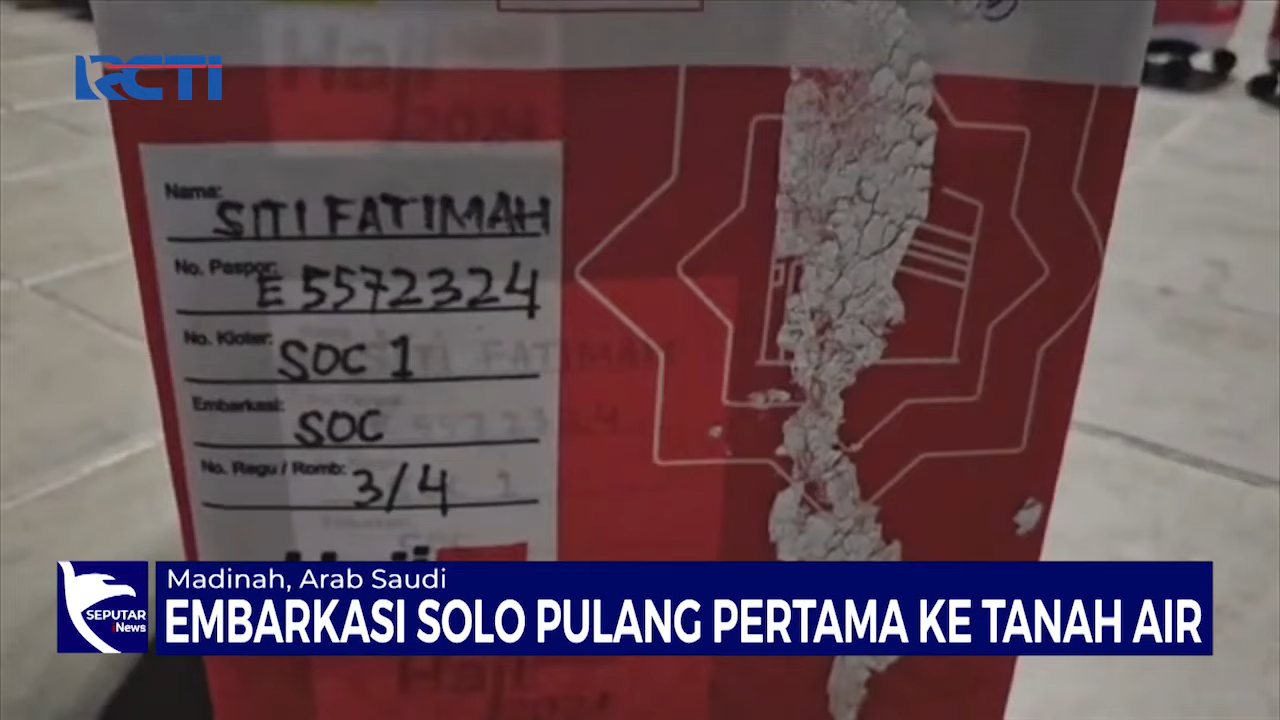 RCTI
Nama: SITI FATIMAH
No. Paspor: E 5572324
No. Kloter: SOC 1
Embarkasi: SOC
No. Regu / Romb: 3/4
Madinah, Arab Saudi
SEPUTAR
iNews
EMBARKASI SOLO PULANG PERTAMA KE TANAH AIR
Haji